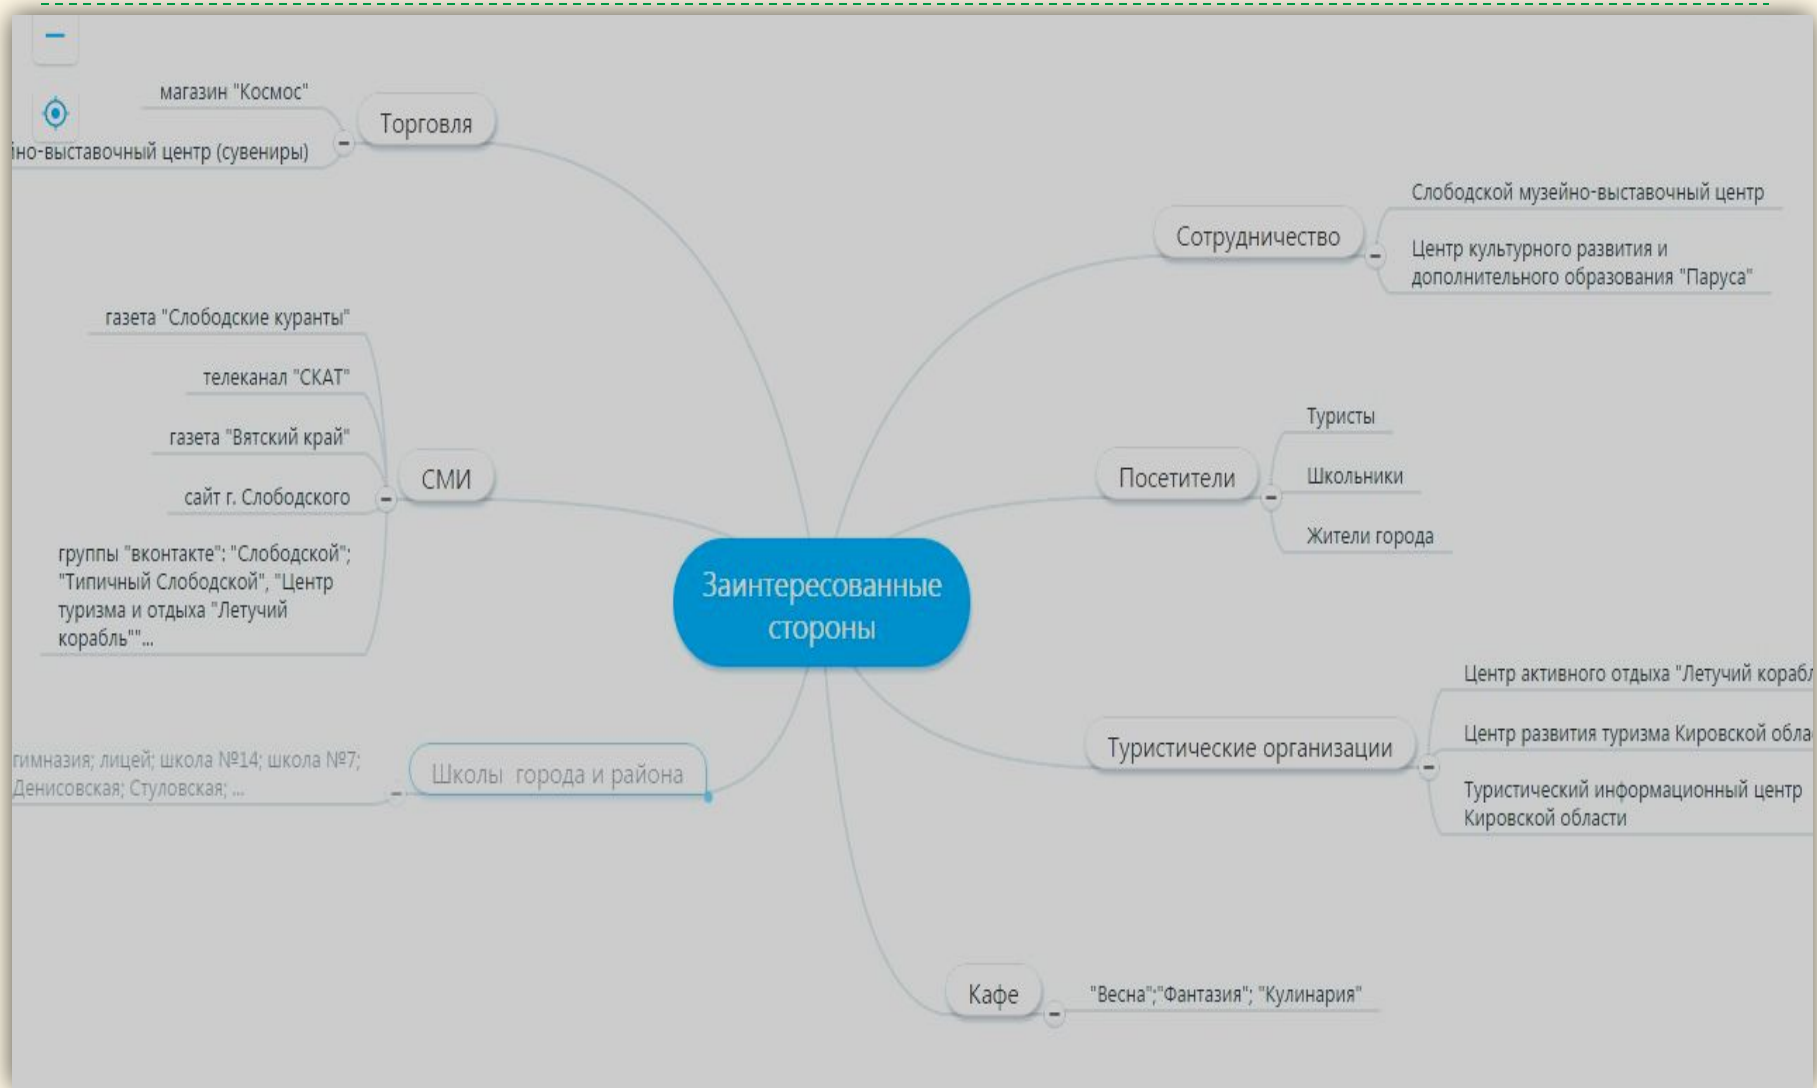 магазин "Космос"
Торговля
но-выставочный центр (сувениры)
Слободской музейно-выставочный центр
Сотрудничество
Центр культурного развития и
дополнительного образования "Паруса"
газета "Слободские куранты"
телеканал "СКАТ"
газета "Вятский край"
сайт г. Слободского
группы "вконтакте": "Слободской";
"Типичный Слободской", "Центр
туризма и отдыха "Летучий
корабль""...
СМИ
Туристы
Посетители
Школьники
Жители города
Заинтересованные
стороны
гимназия; лицей; школа №14; школа №7;
Денисовская; Стуловская; ...
Школы города и района
Туристические организации
Центр активного отдыха "Летучий корабл
Центр развития туризма Кировской обла
Туристический информационный центр
Кировской области
Кафе
"Весна";"Фантазия"; "Кулинария"